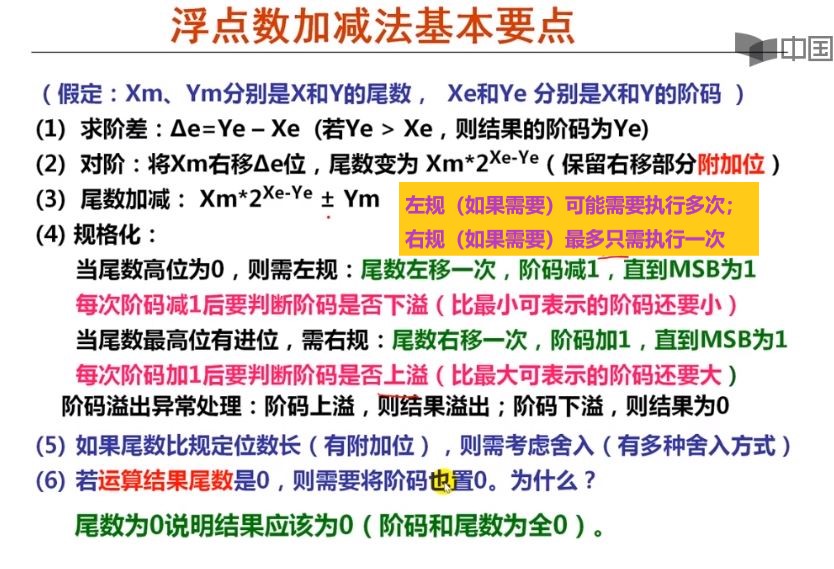 浮点数加减法基本要点
中国
（假定：Xm、Ym分别是X和Y的尾数， Xe和Ye 分别是X和Y的阶码 ）
(1) 求阶差：Δe=Ye – Xe (若Ye > Xe，则结果的阶码为Ye)
(2) 对阶：将Xm右移Δe位，尾数变为 Xm*2^Xe-Ye（保留右移部分附加位）
(3) 尾数加减： Xm*2^Xe-Ye ± Ym
左规（如果需要）可能需要执行多次；
右规（如果需要）最多只需执行一次
(4) 规格化：
当尾数高位为0，则需左规：尾数左移一次，阶码减1，直到MSB为1
每次阶码减1后要判断阶码是否下溢（比最小可表示的阶码还要小）
当尾数最高位有进位，需右规：尾数右移一次，阶码加1，直到MSB为1
每次阶码加1后要判断阶码是否上溢（比最大可表示的阶码还要大）
阶码溢出异常处理：阶码上溢，则结果溢出；阶码下溢，则结果为0
(5) 如果尾数比规定位数长（有附加位），则需考虑舍入（有多种舍入方式）
(6) 若运算结果尾数是0，则需要将阶码也置0。为什么？
尾数为0说明结果应该为0（阶码和尾数为全0）。